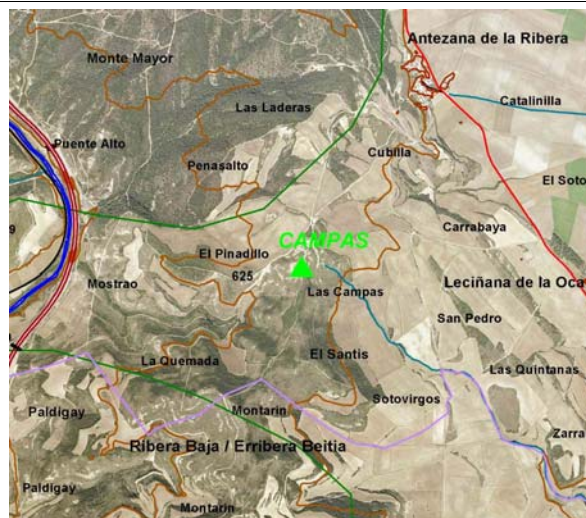 Antezana de la Ribera
Monte Mayor
Catalinilla
Las Laderas
Puente Alto
Cubilla
Penasalto
El Soto
Carrabaya
CAMPAS
9
El Pinadillo
625
Mostrao
Las Campas
Leciñana de la Oca
San Pedro
La Quemada
El Santis
Las Quintanas
Paldigay
Montarin
Sotovirgos
Ribera Baja / Erribera Beitia
Zarra
Paldigay
Montarin